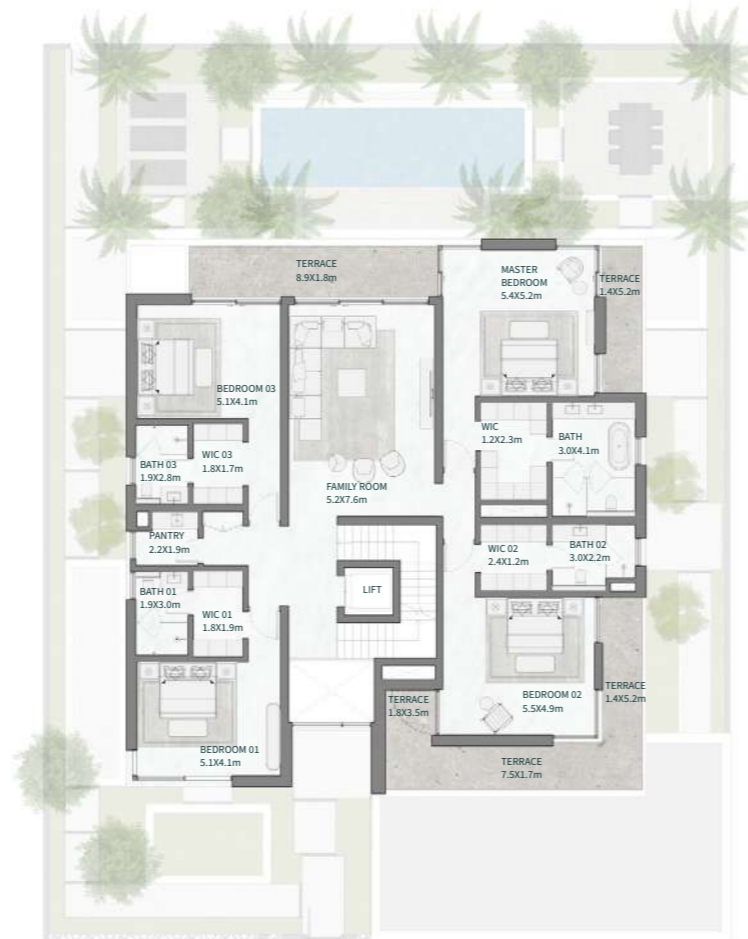 TERRACE
8.9X1.8m
MASTER
BEDROOM
5.4X5.2m
TERRACE
1.4X5.2m
BEDROOM 03
5.1X4.1m
WIC
1.2X2.3m
BATH
3.0X4.1m
BATH 03
1.9X2.8m
WIC 03
1.8X1.7m
FAMILY ROOM
5.2X7.6m
PANTRY
2.2X1.9m
WIC 02
2.4X1.2m
BATH 02
3.0X2.2m
BATH 01
1.9X3.0m
WIC 01
1.8X1.9m
LIFT
TERRACE
1.8X3.5m
BEDROOM 02
5.5X4.9m
TERRACE
1.4X5.2m
BEDROOM 01
5.1X4.1m
TERRACE
7.5X1.7m